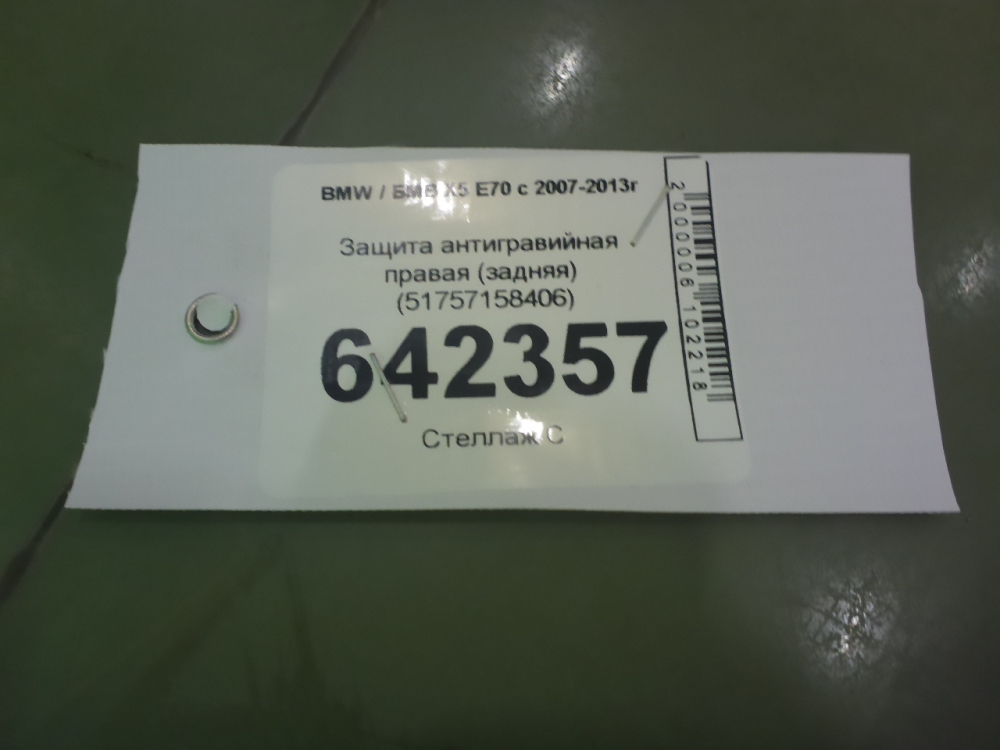 BMW / БМВ X5 E70 с 2007-2013г
Защита антигравийная
правая (задняя)
(51757158406)
642357
Стеллаж С
2000006102218